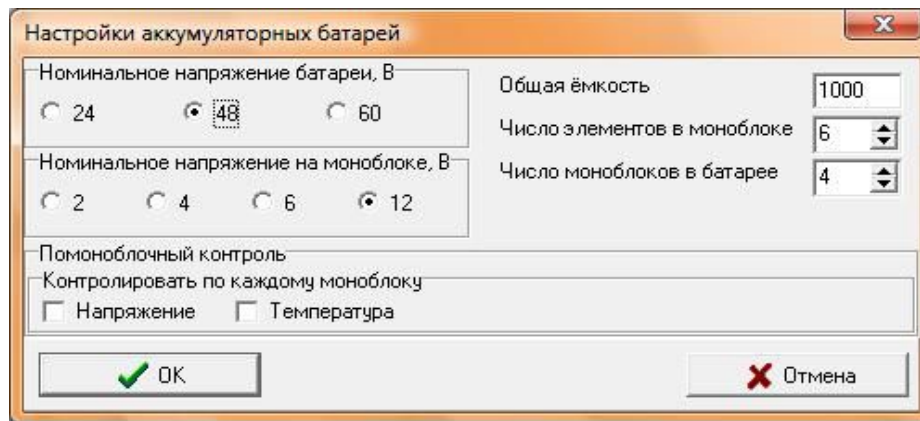 Настройки аккумуляторных батарей
Номинальное напряжение батареи, В
24 48 60
Номинальное напряжение на моноблоке, В
2 4 6 12
Общая ёмкость 1000
Число элементов в моноблоке 6
Число моноблоков в батарее 4
Помоноблочный контроль
Контролировать по каждому моноблоку
Напряжение Температура
OK Отмена